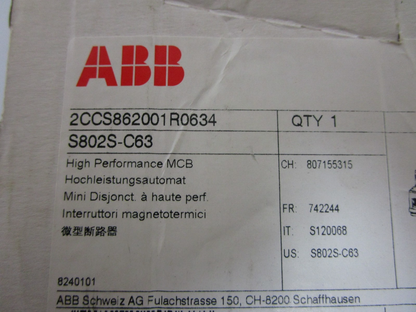 ABB
2CCS862001R0634 QTY 1
S802S-C63
High Performance MCB CH: 807155315
Hochleistungsautomat
Mini Disjonct. à haute perf. FR: 742244
Interruttori magnetotermici IT: S120068
微型断路器 US: S802S-C63
8240101
ABB Schweiz AG Fulachstrasse 150, CH-8200 Schaffhausen